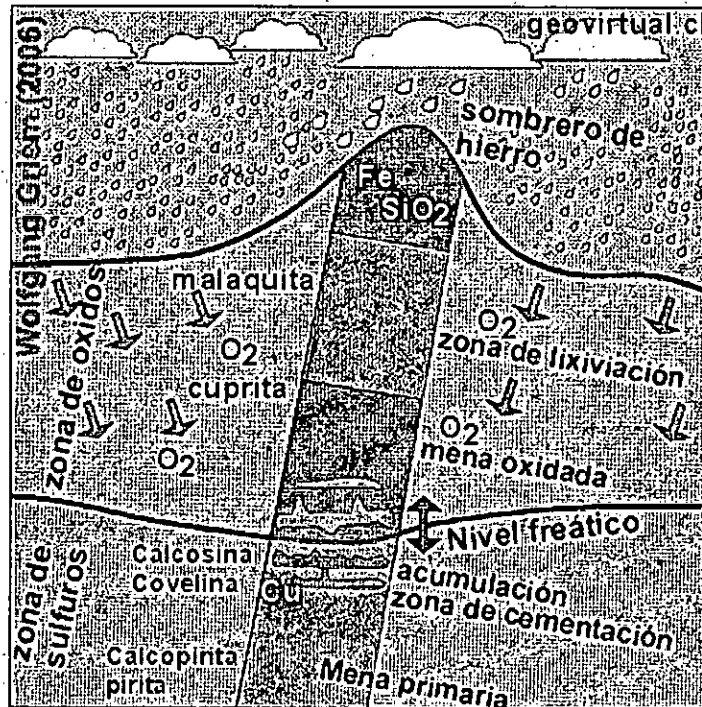 geovirtual.cl
Wolfgang Griem (2006)
sombrero de
hierro
Fe
SiO2
malaquita
O2
cuprita
O2
zona de óxidos
O2
zona de lixiviación
O2
mena oxidada
Nivel freático
zona de
sulfuros
Calcosina
Covelina
Cu
acumulación
zona de cementación
Calcopirita
pirita
Mena primaria